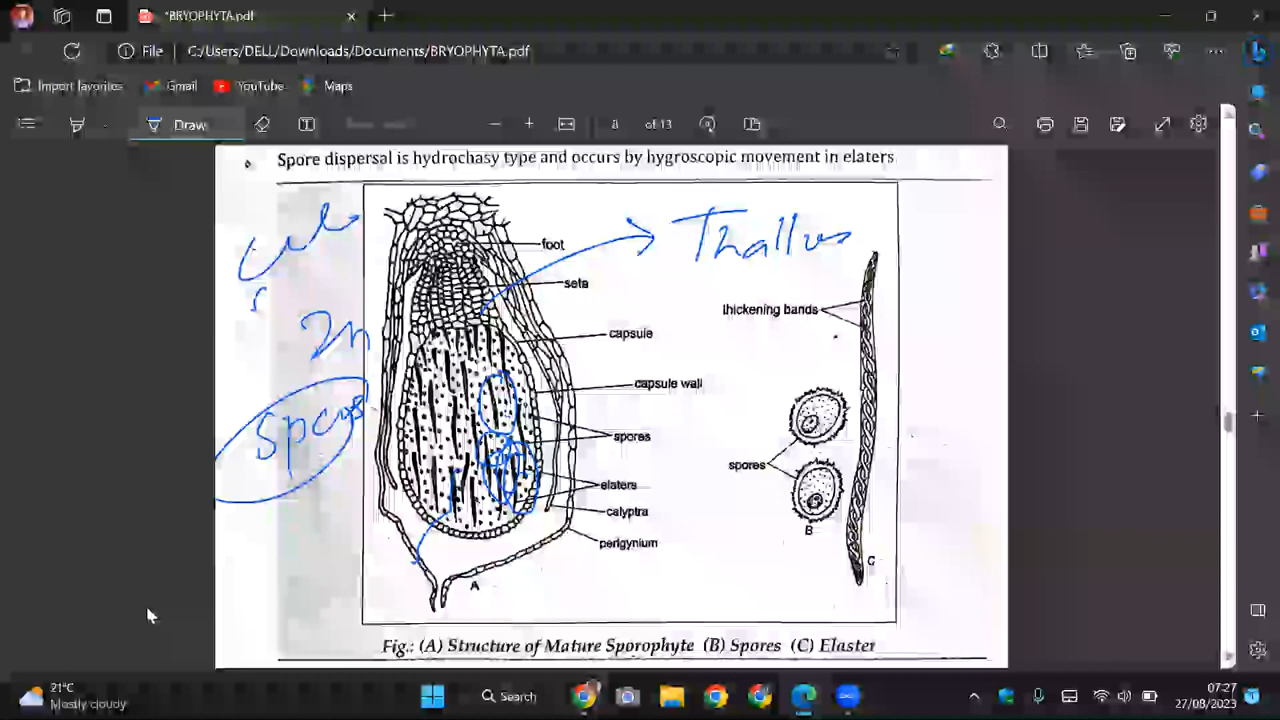 *BRYOPHYTA.pdf
File
C:/Users/DELL/Downloads/Documents/BRYOPHYTA.pdf
Import favorites
Gmail
YouTube
Maps
Draw
8 of 13
Spore dispersal is hydrochasy type and occurs by hygroscopic movement in elaters
Thallus
foot
seta
thickening bands
2n
capsule
capsule wall
spores
spores
elaters
calyptra
B
perigynium
C
A
Fig.: (A) Structure of Mature Sporophyte (B) Spores (C) Elaster
21°C
Mostly cloudy
Search
07:27
27/08/2023